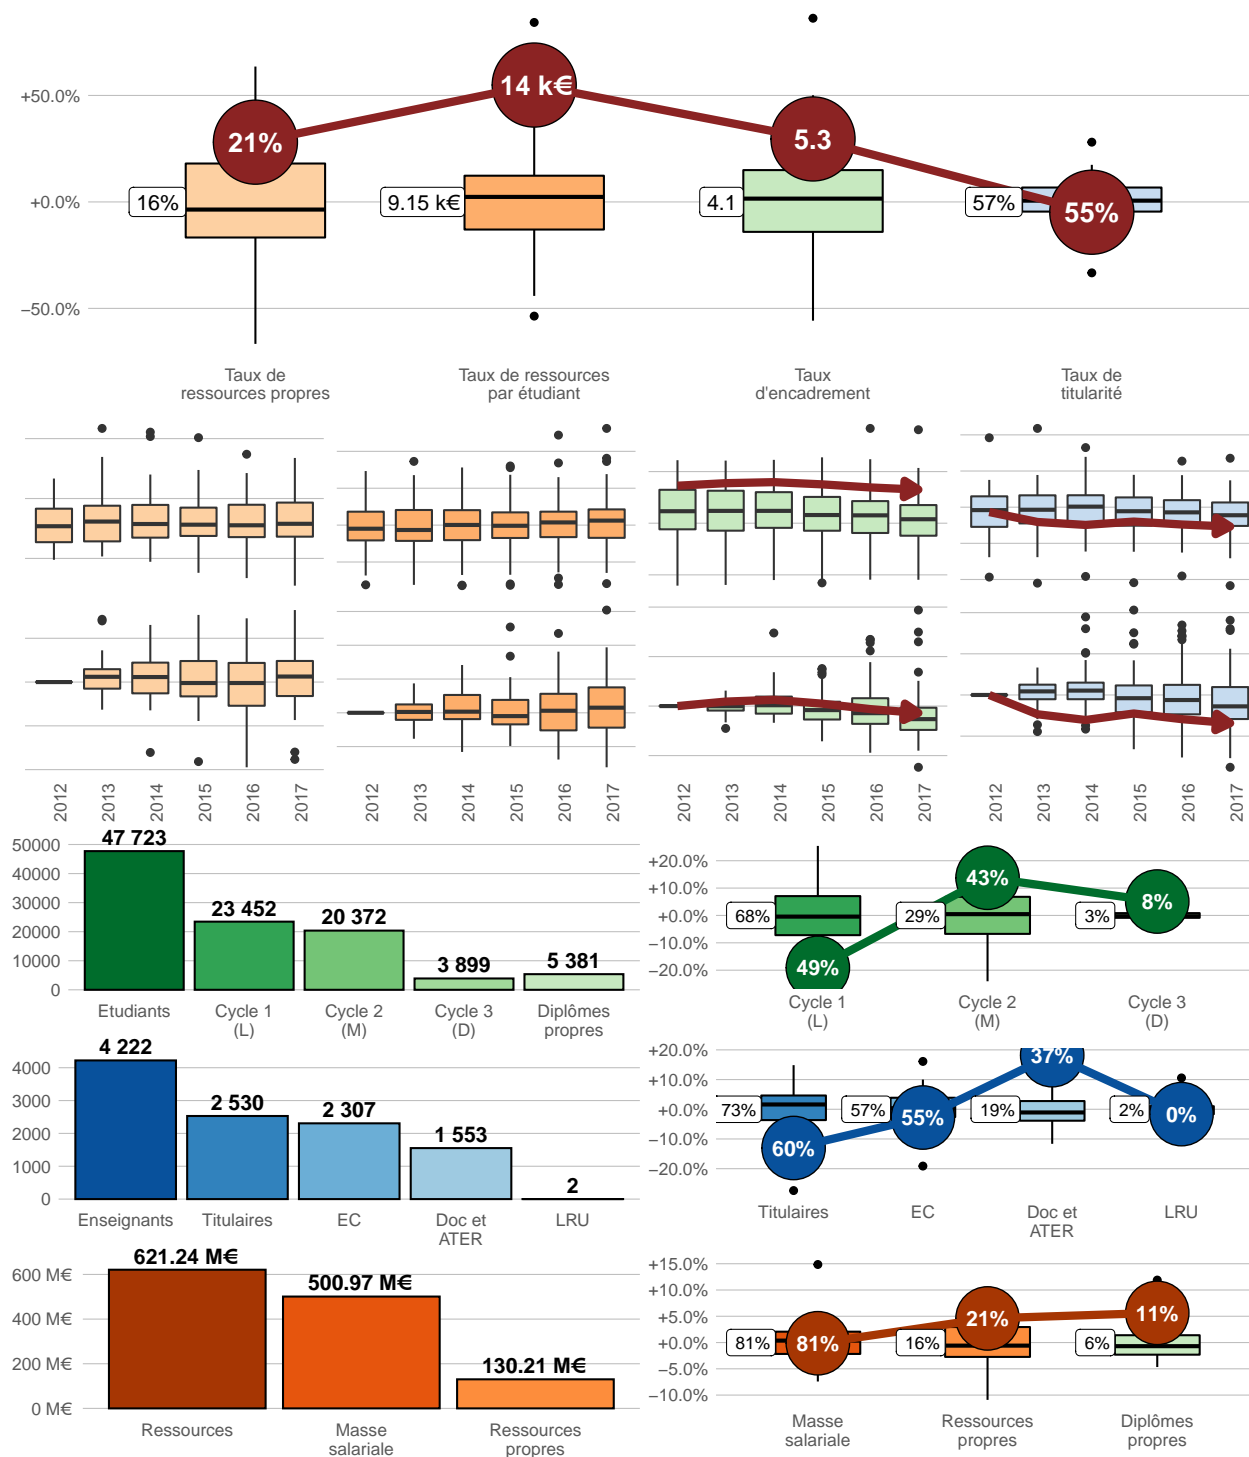 +50.0%
+0.0%
−50.0%
21%
14 k€
5.3
55%
16%
9.15 k€
4.1
57%
Taux de
ressources propres
Taux de ressources
par étudiant
Taux
d'encadrement
Taux de
titularité
2012
2013
2014
2015
2016
2017
2012
2013
2014
2015
2016
2017
2012
2013
2014
2015
2016
2017
2012
2013
2014
2015
2016
2017
50000
40000
30000
20000
10000
0
47 723
23 452
20 372
3 899
5 381
Etudiants
Cycle 1
(L)
Cycle 2
(M)
Cycle 3
(D)
Diplômes
propres
+20.0%
+10.0%
+0.0%
−10.0%
−20.0%
68%
49%
29%
43%
3%
8%
Cycle 1
(L)
Cycle 2
(M)
Cycle 3
(D)
4000
3000
2000
1000
0
4 222
2 530
2 307
1 553
2
Enseignants
Titulaires
EC
Doc et
ATER
LRU
+20.0%
+10.0%
+0.0%
−10.0%
−20.0%
73%
60%
57%
55%
19%
37%
2%
0%
Titulaires
EC
Doc et
ATER
LRU
600 M€
400 M€
200 M€
0 M€
621.24 M€
500.97 M€
130.21 M€
Ressources
Masse
salariale
Ressources
propres
+15.0%
+10.0%
+5.0%
+0.0%
−5.0%
−10.0%
81%
81%
16%
21%
6%
11%
Masse
salariale
Ressources
propres
Diplômes
propres